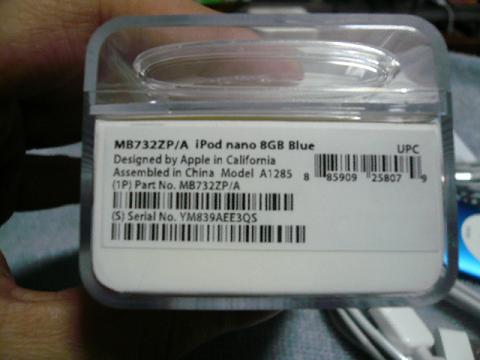 MB732ZP/A iPod nano 8GB Blue
UPC
Designed by Apple in California
Assembled in China Model A1285
8 85909 25807 9
(1P) Part No. MB732ZP/A
(S) Serial No. YM839AEE3QS